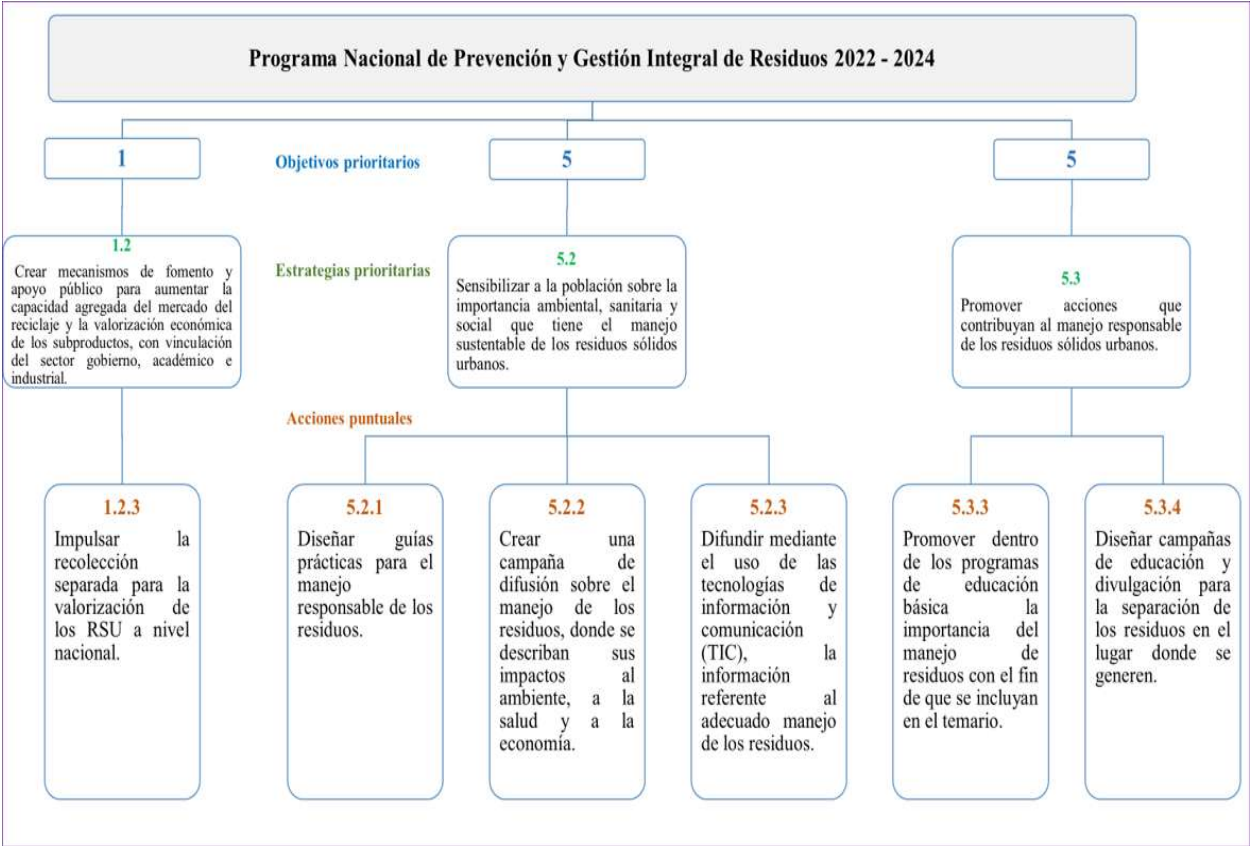 Programa Nacional de Prevención y Gestión Integral de Residuos 2022 - 2024
1
Objetivos prioritarios
5
5
1.2
Crear mecanismos de fomento y
apoyo público para aumentar la
capacidad agregada del mercado del
reciclaje y la valorización económica
de los subproductos, con vinculación
del sector gobierno, académico e
industrial.
Estrategias prioritarias
5.2
Sensibilizar a la población sobre la
importancia ambiental, sanitaria y
social que tiene el manejo
sustentable de los residuos sólidos
urbanos.
5.3
Promover acciones que
contribuyan al manejo responsable
de los residuos sólidos urbanos.
Acciones puntuales
1.2.3
Impulsar la
recolección
separada para la
valorización de
los RSU a nivel
nacional.
5.2.1
Diseñar guías
prácticas para el
manejo
responsable de los
residuos.
5.2.2
Crear una
campaña de
difusión sobre el
manejo de los
residuos, donde se
describan sus
impactos al
ambiente, a la
salud y a la
economía.
5.2.3
Difundir mediante
el uso de las
tecnologías de
información y
comunicación
(TIC), la
información
referente al
adecuado manejo
de los residuos.
5.3.3
Promover dentro
de los programas
de educación
básica la
importancia del
manejo de
residuos con el fin
de que se incluyan
en el temario.
5.3.4
Diseñar campañas
de educación y
divulgación para
la separación de
los residuos en el
lugar donde se
generen.